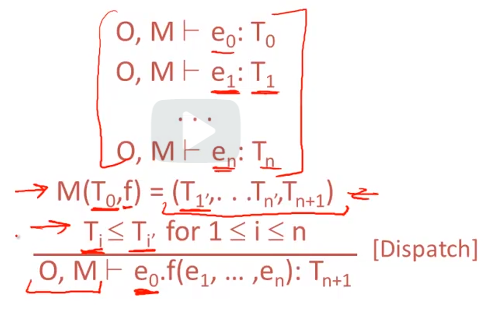 O, M ⊢ e₀: T₀
O, M ⊢ e₁: T₁
. . .
O, M ⊢ eₙ: Tₙ
M(T₀,f) = (T₁′,. . .Tₙ′,Tₙ₊₁)
Tᵢ ≤ Tᵢ′ for 1 ≤ i ≤ n
[Dispatch]
O, M ⊢ e₀.f(e₁, … ,eₙ): Tₙ₊₁